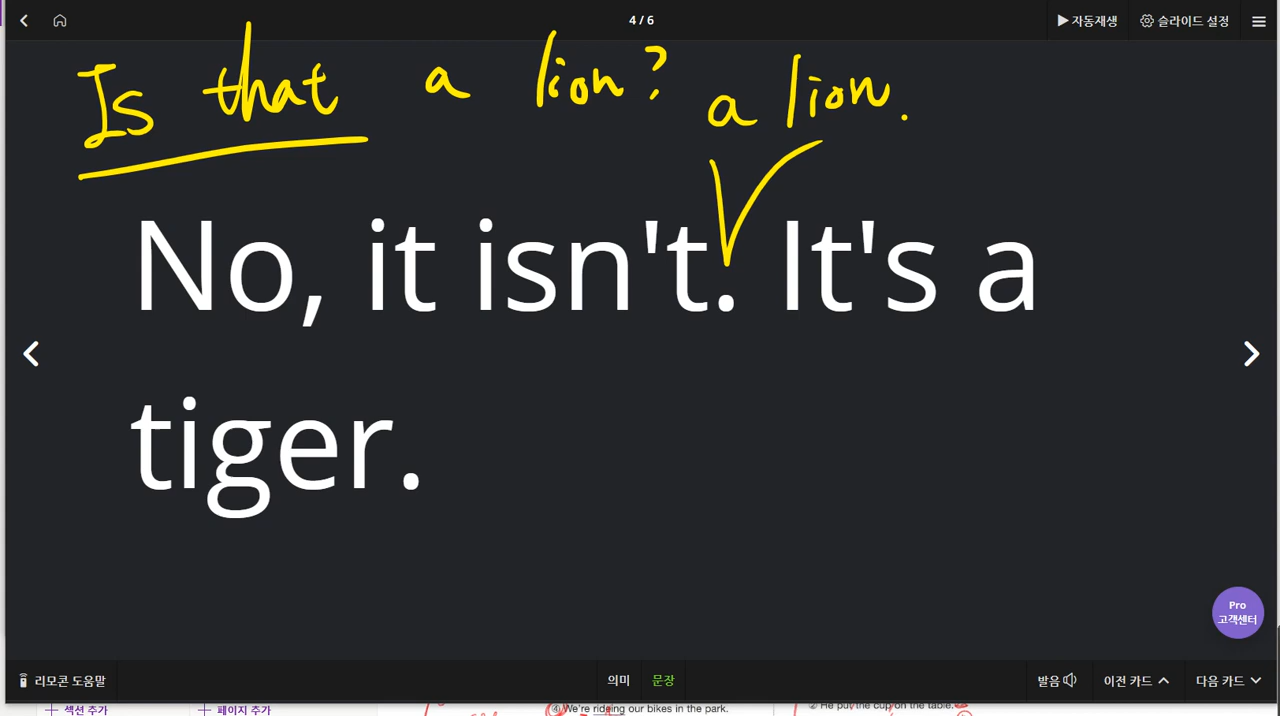 4 / 6
자동재생
슬라이드 설정
Is that a lion?
a lion.
No, it isn't. It's a
tiger.
Pro
고객센터
리모콘 도움말
의미
문장
발음
이전 카드
다음 카드
섹션 추가
페이지 추가
④ We're riding our bikes in the park.
② He put the cup on the table.